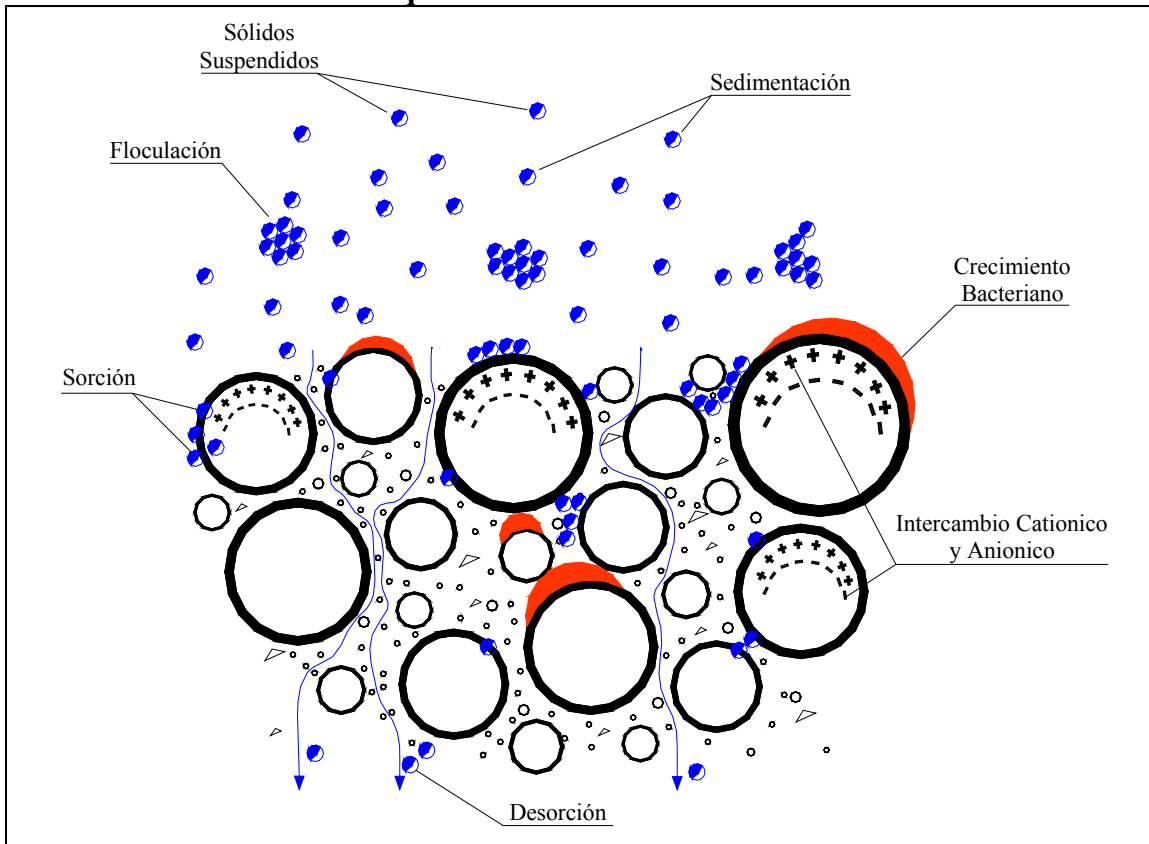 Sólidos
Suspendidos
Sedimentación
Floculación
Crecimiento
Bacteriano
Sorción
Intercambio Cationico
y Anionico
Desorción